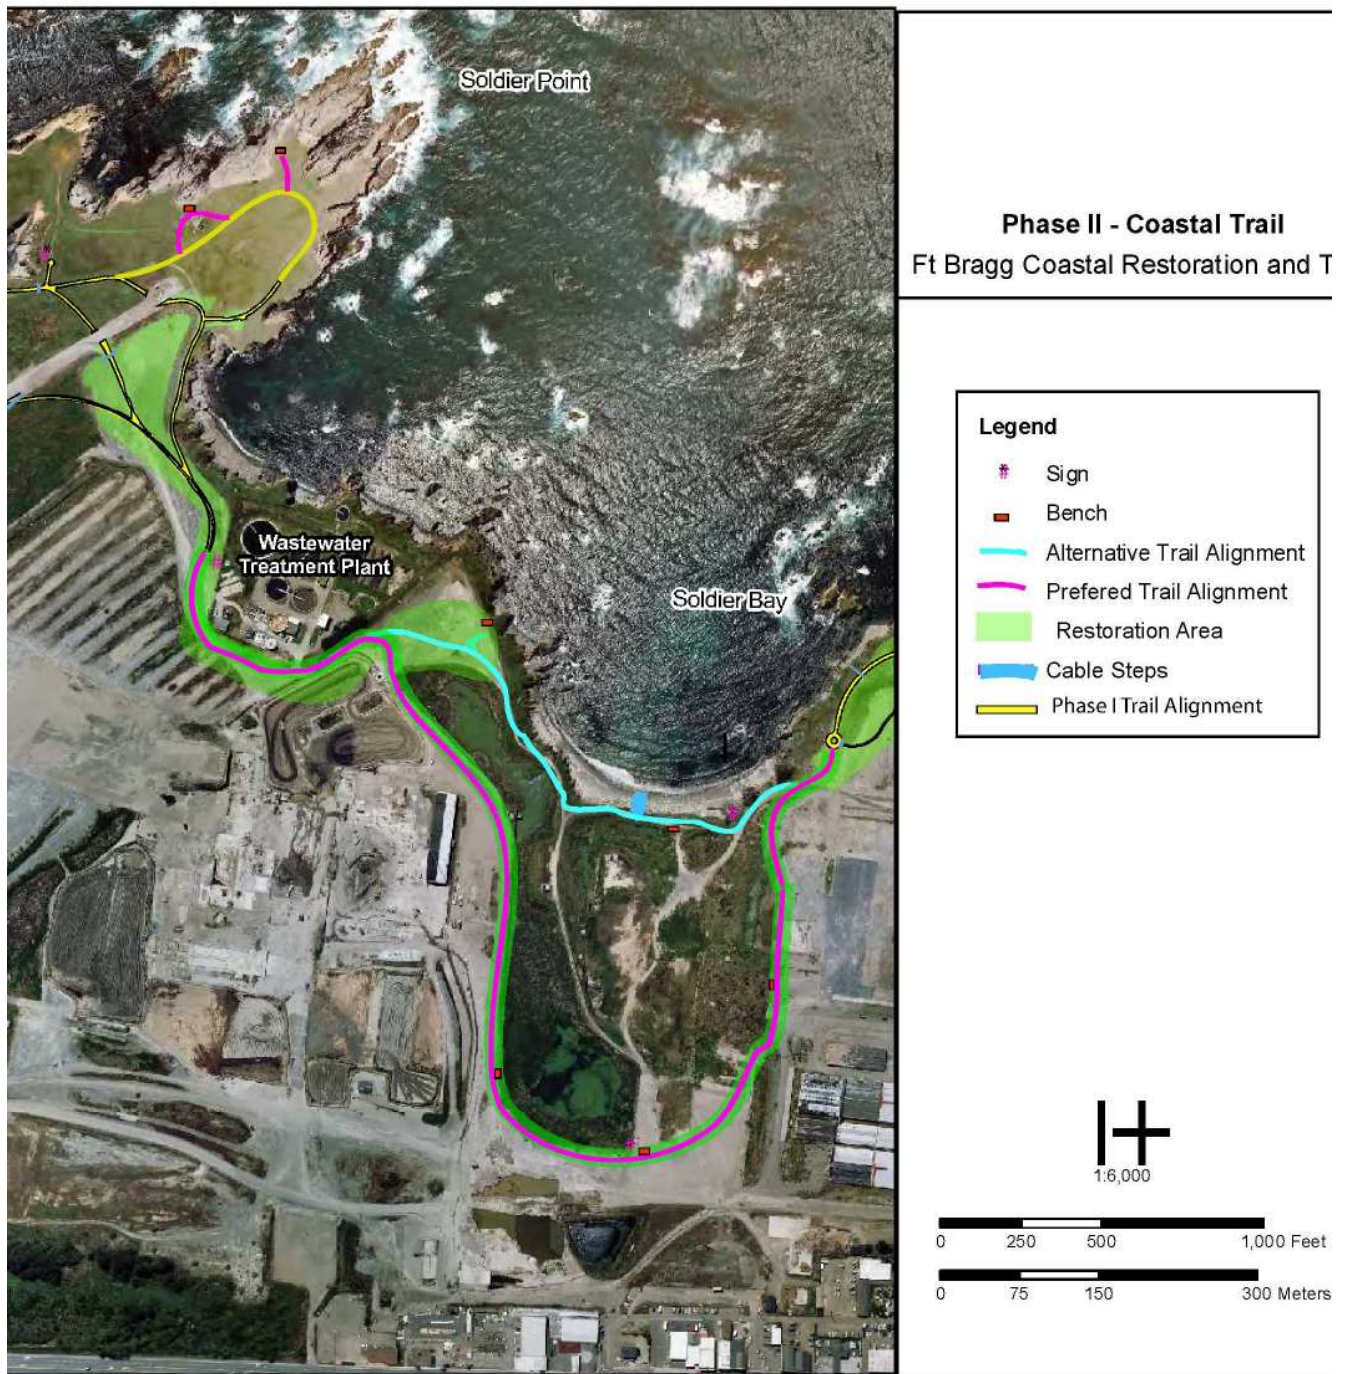 Soldier Point
Wastewater
Treatment Plant
Soldier Bay
Phase II - Coastal Trail
Ft Bragg Coastal Restoration and T
Legend
Sign
Bench
Alternative Trail Alignment
Prefered Trail Alignment
Restoration Area
Cable Steps
Phase I Trail Alignment
1:6,000
0 250 500 1,000 Feet
0 75 150 300 Meters